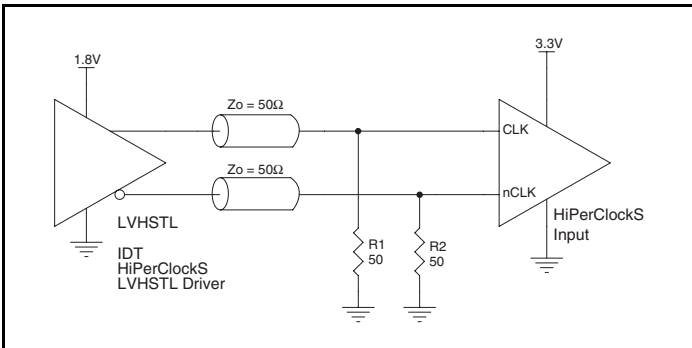 1.8V
3.3V
Zo = 50Ω
CLK
Zo = 50Ω
nCLK
LVHSTL
IDT
HiPerClockS
LVHSTL Driver
R1
50
R2
50
HiPerClockS
Input